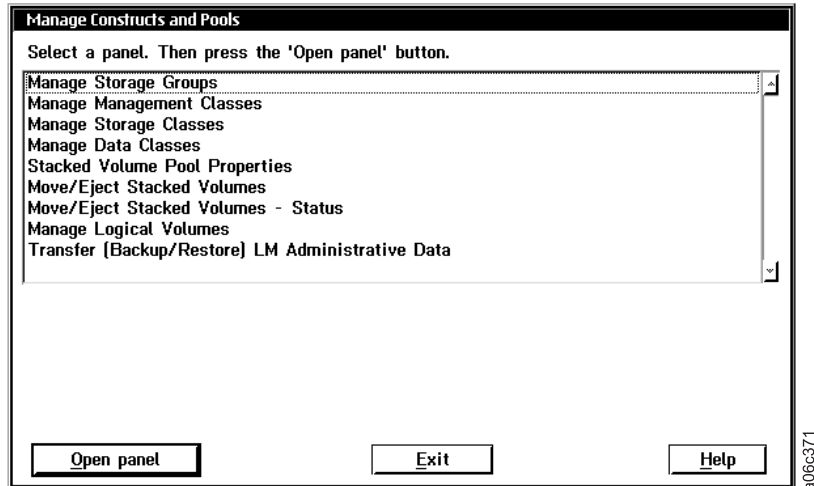 Manage Constructs and Pools
Select a panel. Then press the 'Open panel' button.
Manage Storage Groups
Manage Management Classes
Manage Storage Classes
Manage Data Classes
Stacked Volume Pool Properties
Move/Eject Stacked Volumes
Move/Eject Stacked Volumes - Status
Manage Logical Volumes
Transfer (Backup/Restore) LM Administrative Data
Open panel
Exit
Help
a06c371